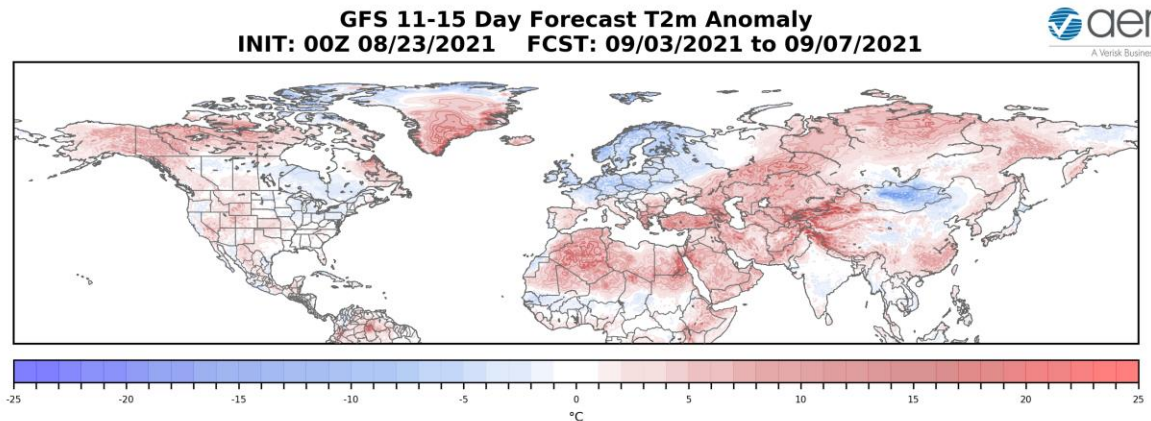 GFS 11-15 Day Forecast T2m Anomaly
INIT: 00Z 08/23/2021 FCST: 09/03/2021 to 09/07/2021
aer
A Verisk Business
-25 -20 -15 -10 -5 0 5 10 15 20 25
°C